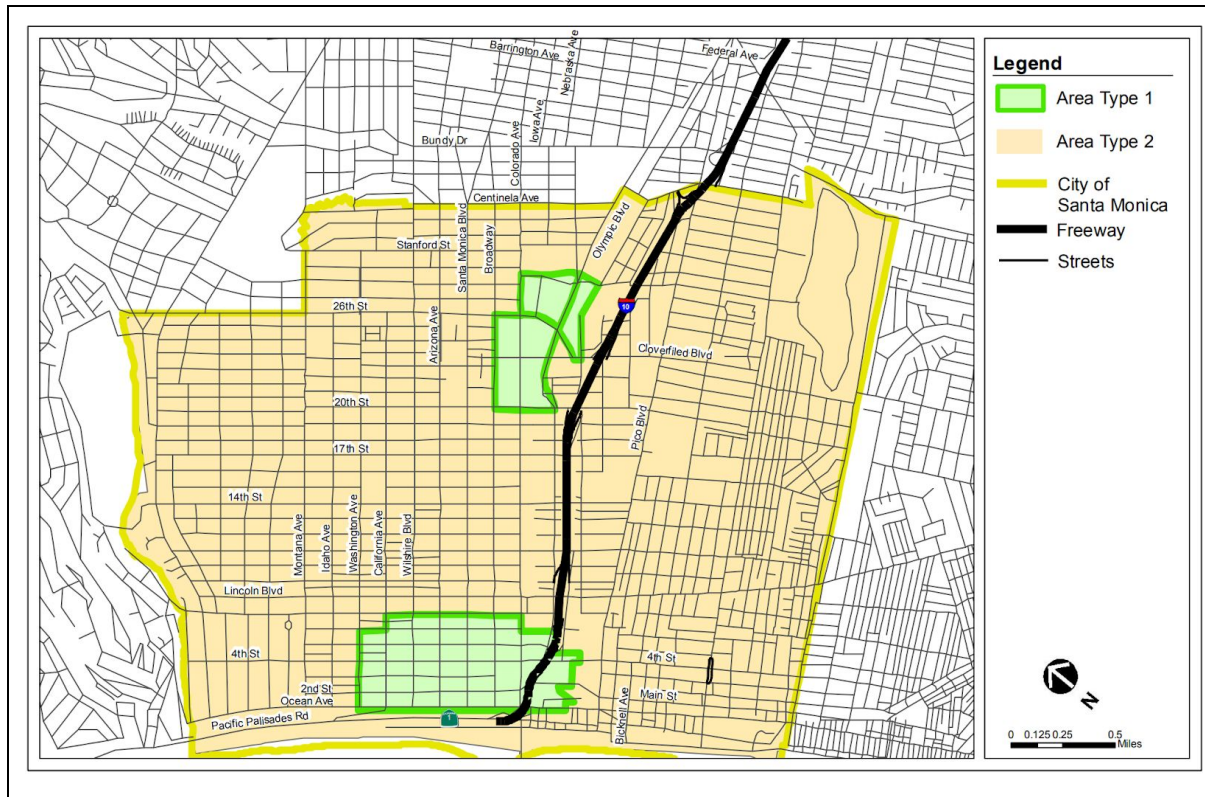 Barrington Ave
Nebraska Ave
Federal Ave
Iowa Ave
Colorado Ave
Bundy Dr
Centinela Ave
Santa Monica Blvd
Broadway
Olympic Blvd
Stanford St
26th St
10
Arizona Ave
Cloverfiled Blvd
20th St
Pico Blvd
17th St
14th St
Montana Ave
Idaho Ave
Washington Ave
California Ave
Wilshire Blvd
Lincoln Blvd
4th St
4th St
2nd St
Main St
Ocean Ave
Bicknell Ave
Pacific Palisades Rd
1
Legend
Area Type 1
Area Type 2
City of
Santa Monica
Freeway
Streets
N
0 0.125 0.25 0.5
Miles